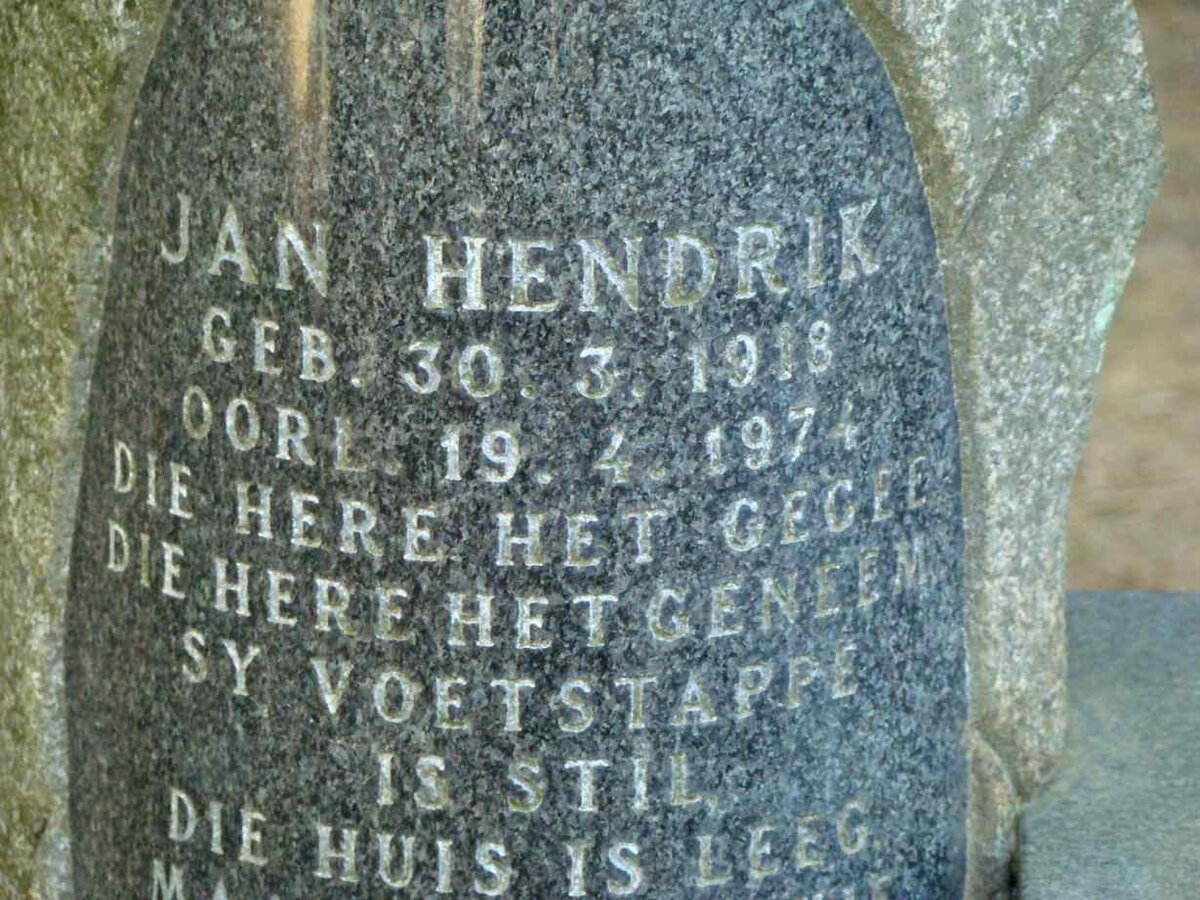 JAN HENDRIK
GEB. 30. 3. 1918
OORL. 19. 4. 1974
DIE HERE HET GEGEE
DIE HERE HET GENEEM.
SY VOETSTAPPE
IS STIL,
DIE HUIS IS LEEG.